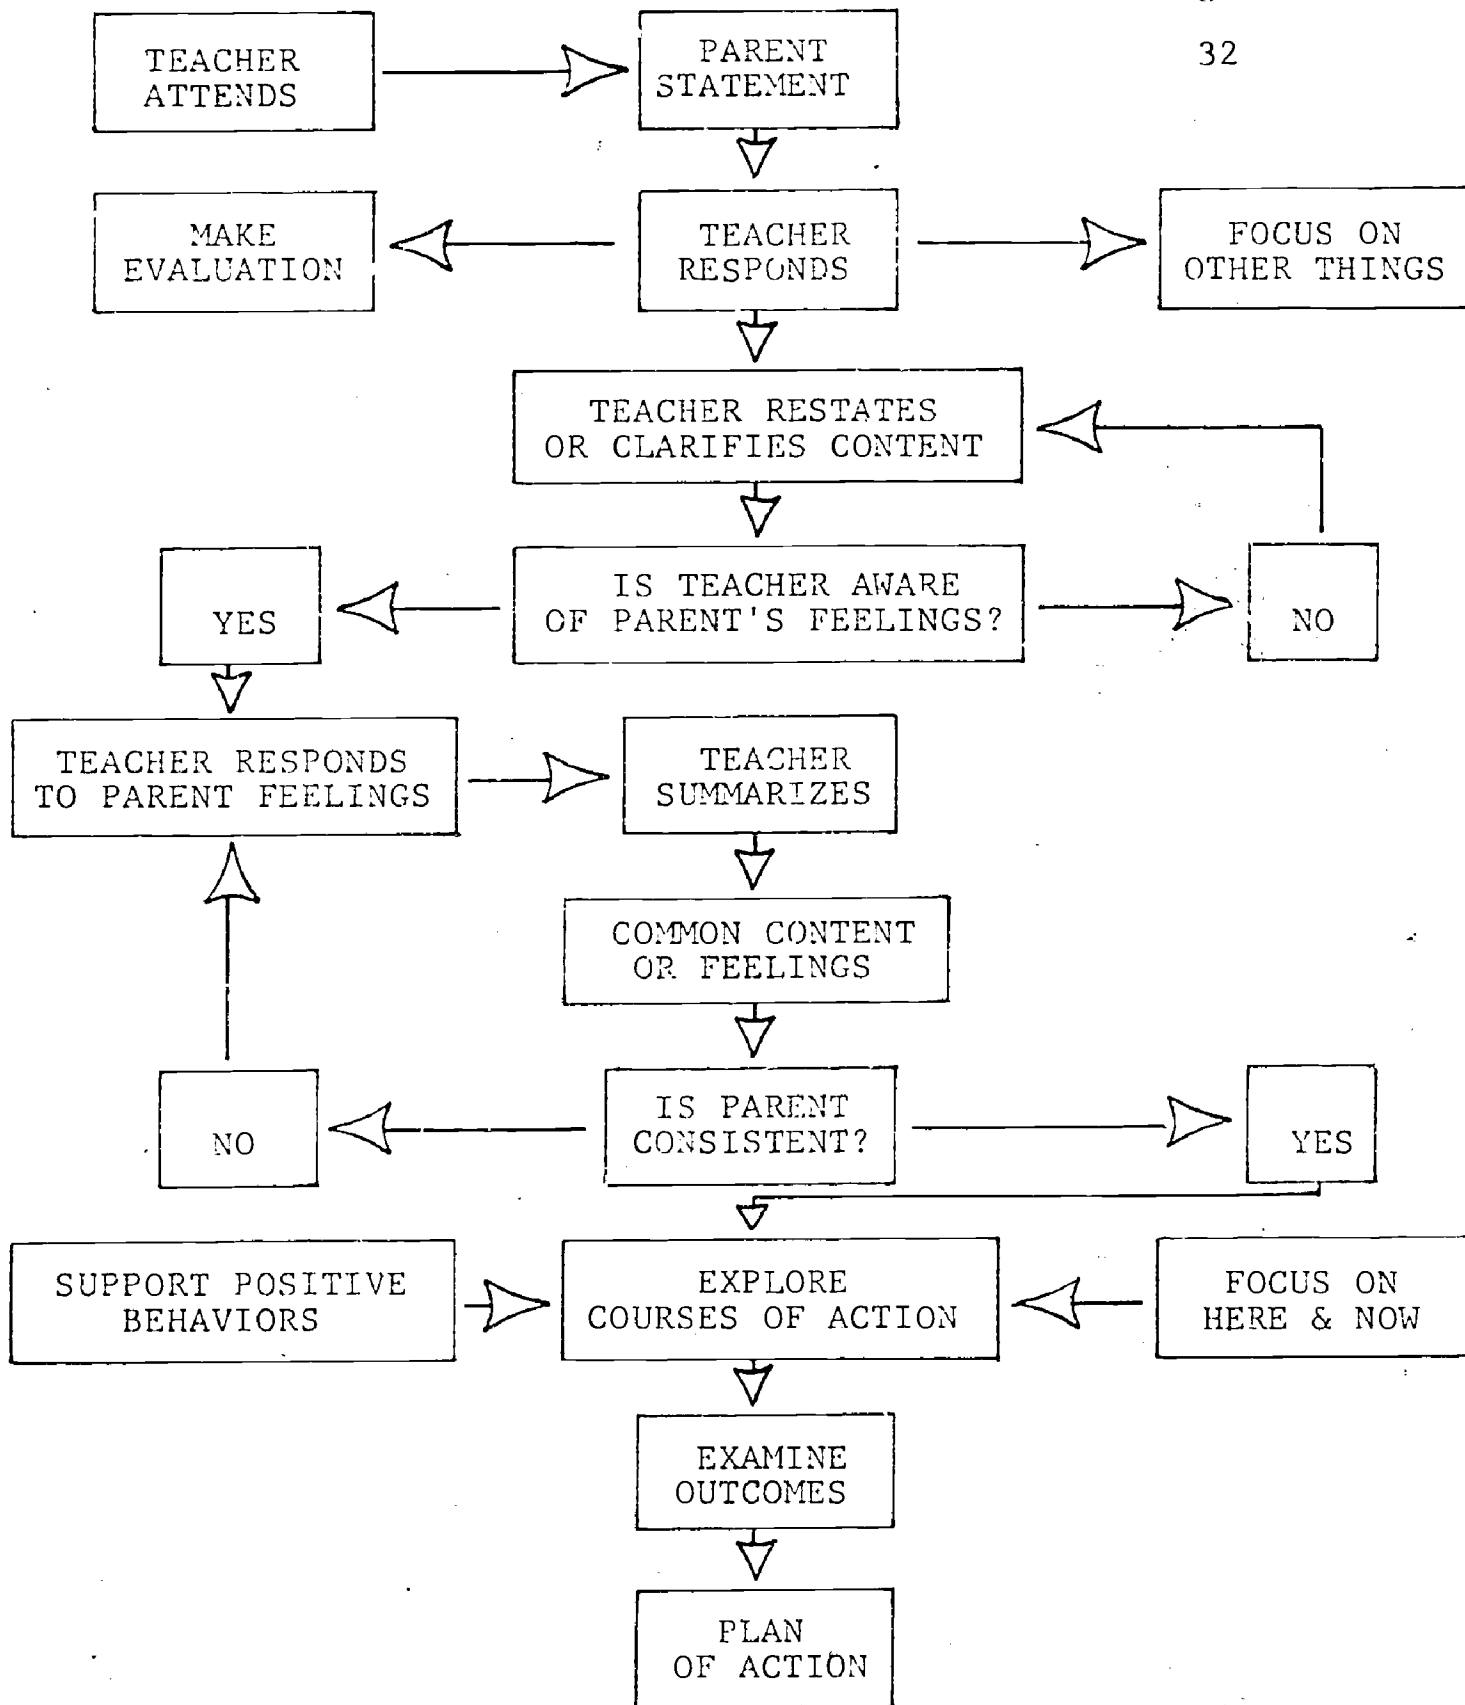 32
TEACHER
ATTENDS
PARENT
STATEMENT
MAKE
EVALUATION
TEACHER
RESPONDS
FOCUS ON
OTHER THINGS
TEACHER RESTATES
OR CLARIFIES CONTENT
YES
IS TEACHER AWARE
OF PARENT'S FEELINGS?
NO
TEACHER RESPONDS
TO PARENT FEELINGS
TEACHER
SUMMARIZES
COMMON CONTENT
OR FEELINGS
NO
IS PARENT
CONSISTENT?
YES
SUPPORT POSITIVE
BEHAVIORS
EXPLORE
COURSES OF ACTION
FOCUS ON
HERE & NOW
EXAMINE
OUTCOMES
PLAN
OF ACTION